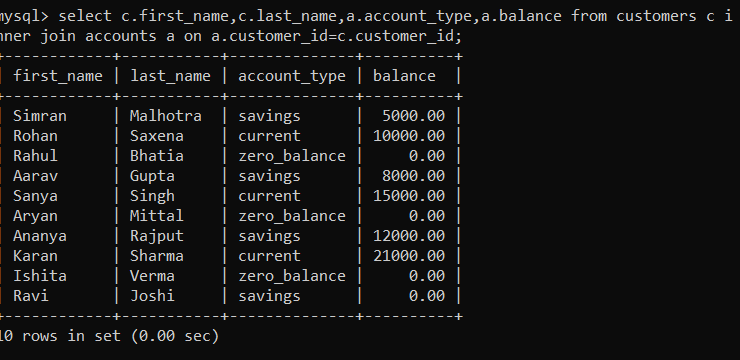 mysql> select c.first_name,c.last_name,a.account_type,a.balance from customers c i
nner join accounts a on a.customer_id=c.customer_id;
+------------+-----------+--------------+----------+
| first_name | last_name | account_type | balance  |
+------------+-----------+--------------+----------+
| Simran     | Malhotra  | savings      |  5000.00 |
| Rohan      | Saxena    | current      | 10000.00 |
| Rahul      | Bhatia    | zero_balance |     0.00 |
| Aarav      | Gupta     | savings      |  8000.00 |
| Sanya      | Singh     | current      | 15000.00 |
| Aryan      | Mittal    | zero_balance |     0.00 |
| Ananya     | Rajput    | savings      | 12000.00 |
| Karan      | Sharma    | current      | 21000.00 |
| Ishita     | Verma     | zero_balance |     0.00 |
| Ravi       | Joshi     | savings      |     0.00 |
+------------+-----------+--------------+----------+
10 rows in set (0.00 sec)